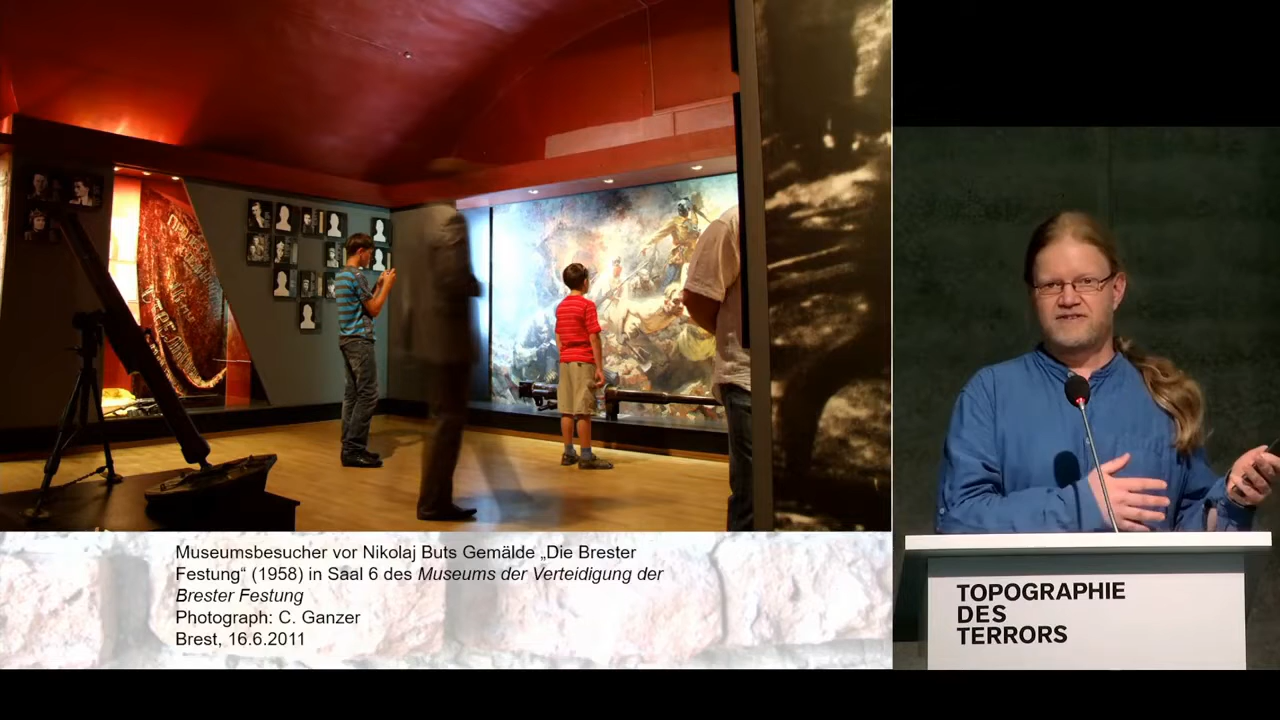 Museumsbesucher vor Nikolaj Buts Gemälde „Die Brester
Festung“ (1958) in Saal 6 des Museums der Verteidigung der
Brester Festung
Photograph: C. Ganzer
Brest, 16.6.2011
TOPOGRAPHIE
DES
TERRORS